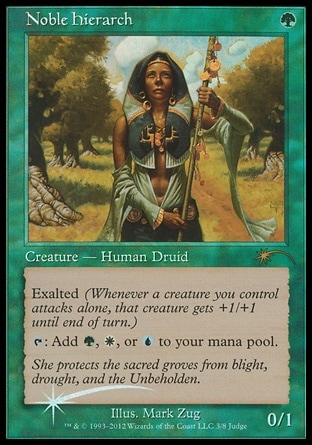 Noble Hierarch
Creature — Human Druid
Exalted (Whenever a creature you control
attacks alone, that creature gets +1/+1
until end of turn.)
: Add , , or to your mana pool.
She protects the sacred groves from blight,
drought, and the Unbeholden.
Illus. Mark Zug
™ & © 1993–2012 Wizards of the Coast LLC 3/8 Judge
0/1